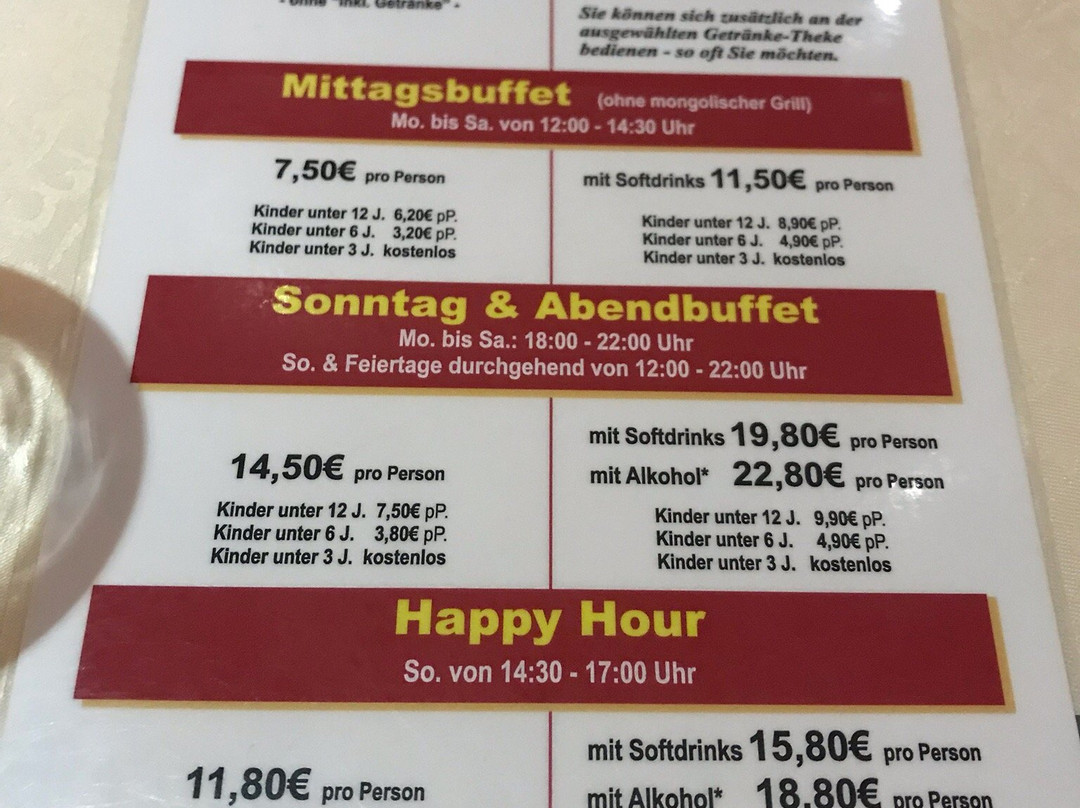 - ohne "inkl. Getränke" -
Sie können sich zusätzlich an der
ausgewählten Getränke-Theke
bedienen - so oft Sie möchten.
Mittagsbuffet (ohne mongolischer Grill)
Mo. bis Sa. von 12:00 - 14:30 Uhr
7,50€ pro Person
Kinder unter 12 J. 6,20€ pP.
Kinder unter 6 J. 3,20€ pP.
Kinder unter 3 J. kostenlos
mit Softdrinks 11,50€ pro Person
Kinder unter 12 J. 8,90€ pP.
Kinder unter 6 J. 4,90€ pP.
Kinder unter 3 J. kostenlos
Sonntag & Abendbuffet
Mo. bis Sa.: 18:00 - 22:00 Uhr
So. & Feiertage durchgehend von 12:00 - 22:00 Uhr
14,50€ pro Person
Kinder unter 12 J. 7,50€ pP.
Kinder unter 6 J. 3,80€ pP.
Kinder unter 3 J. kostenlos
mit Softdrinks 19,80€ pro Person
mit Alkohol* 22,80€ pro Person
Kinder unter 12 J. 9,90€ pP.
Kinder unter 6 J. 4,90€ pP.
Kinder unter 3 J. kostenlos
Happy Hour
So. von 14:30 - 17:00 Uhr
11,80€ pro Person
mit Softdrinks 15,80€ pro Person
mit Alkohol* 18,80€ pro Person